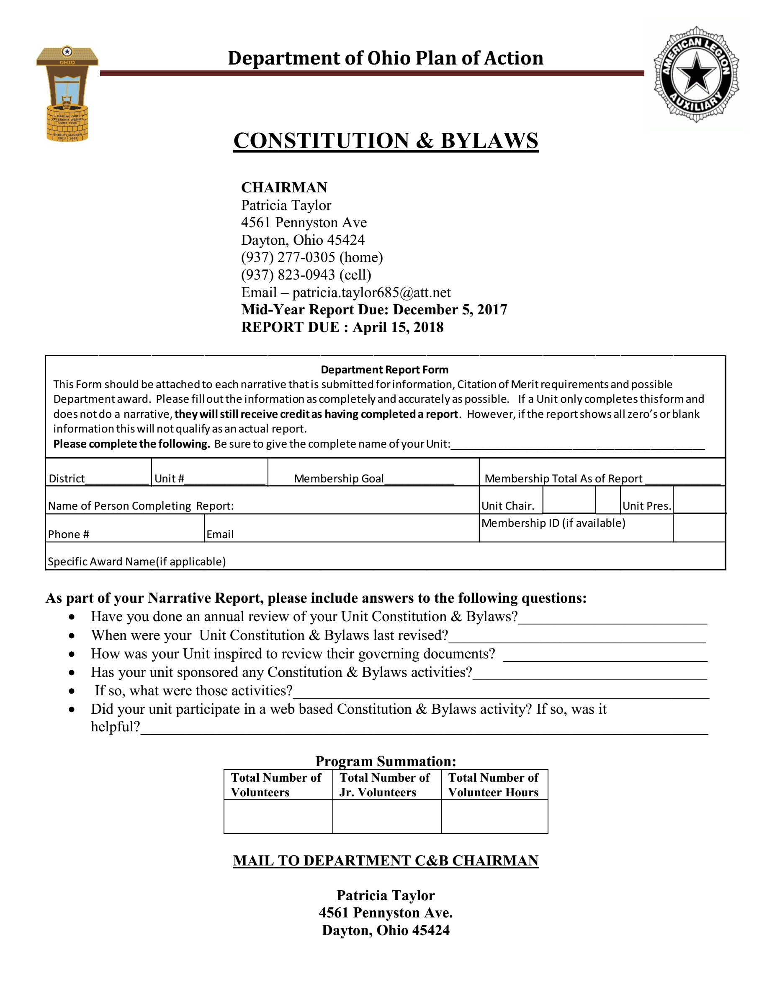 Department of Ohio Plan of Action
OHIO
MAKING OUR
VETERAN'S WISHES
COME TRUE
SHIRLEY MAURER
2017 - 2018
AMERICAN LEGION
AUXILIARY
CONSTITUTION & BYLAWS
CHAIRMAN
Patricia Taylor
4561 Pennyston Ave
Dayton, Ohio 45424
(937) 277-0305 (home)
(937) 823-0943 (cell)
Email – patricia.taylor685@att.net
Mid-Year Report Due: December 5, 2017
REPORT DUE : April 15, 2018
Department Report Form
This Form should be attached to each narrative that is submitted for information, Citation of Merit requirements and possible
Department award. Please fill out the information as completely and accurately as possible. If a Unit only completes this form and
does not do a narrative, they will still receive credit as having completed a report. However, if the report shows all zero's or blank
information this will not qualify as an actual report.
Please complete the following. Be sure to give the complete name of your Unit:____________________
District__________ Unit #__________ Membership Goal__________ Membership Total As of Report __________
Name of Person Completing Report: Unit Chair. Unit Pres.
Phone # Email Membership ID (if available)
Specific Award Name(if applicable)
As part of your Narrative Report, please include answers to the following questions:
• Have you done an annual review of your Unit Constitution & Bylaws?____________________
• When were your Unit Constitution & Bylaws last revised?____________________
• How was your Unit inspired to review their governing documents? ____________________
• Has your unit sponsored any Constitution & Bylaws activities?____________________
• If so, what were those activities?____________________
• Did your unit participate in a web based Constitution & Bylaws activity? If so, was it
helpful?____________________
Program Summation:
Total Number of Total Number of Total Number of
Volunteers Jr. Volunteers Volunteer Hours
MAIL TO DEPARTMENT C&B CHAIRMAN
Patricia Taylor
4561 Pennyston Ave.
Dayton, Ohio 45424